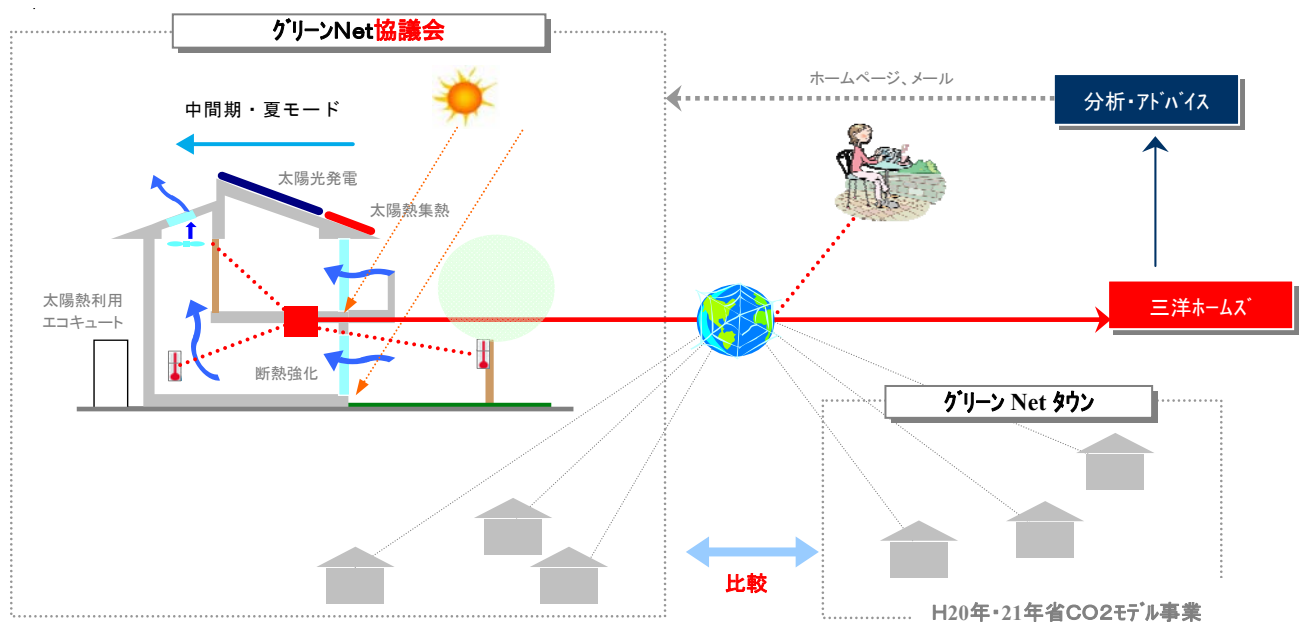 グリーンNet協議会
ホームページ、メール
分析・アドバイス
中間期・夏モード
太陽光発電
太陽熱集熱
太陽熱利用
エコキュート
三洋ホームズ
断熱強化
グリーン Net タウン
比較
H20年・21年省CO2モデル事業